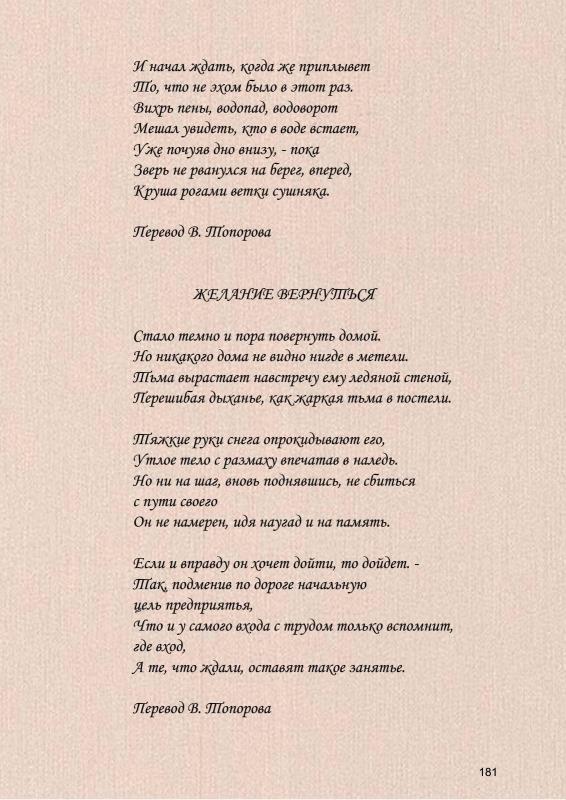 И начал ждать, когда же приплывет
То, что не эхом было в этот раз.
Вихрь пены, водопад, водоворот
Мешал увидеть, кто в воде встает,
Уже почуяв дно внизу, - пока
Зверь не рванулся на берег, вперед,
Круша рогами ветки сушняка.
Перевод В. Топорова
ЖЕЛАНИЕ ВЕРНУТЬСЯ
Стало темно и пора повернуть домой.
Но никакого дома не видно нигде в метели.
Тьма вырастает навстречу ему ледяной стеной,
Перешибая дыханье, как жаркая тьма в постели.
Тяжкие руки снега опрокидывают его,
Утлое тело с размаху впечатав в наледь.
Но ни на шаг, вновь поднявшись, не сбиться
с пути своего
Он не намерен, идя наугад и на память.
Если и вправду он хочет дойти, то дойдет. -
Так, подменив по дороге начальную
цель предприятья,
Что и у самого входа с трудом только вспомнит,
где вход,
А те, что ждали, оставят такое занятье.
Перевод В. Топорова
181